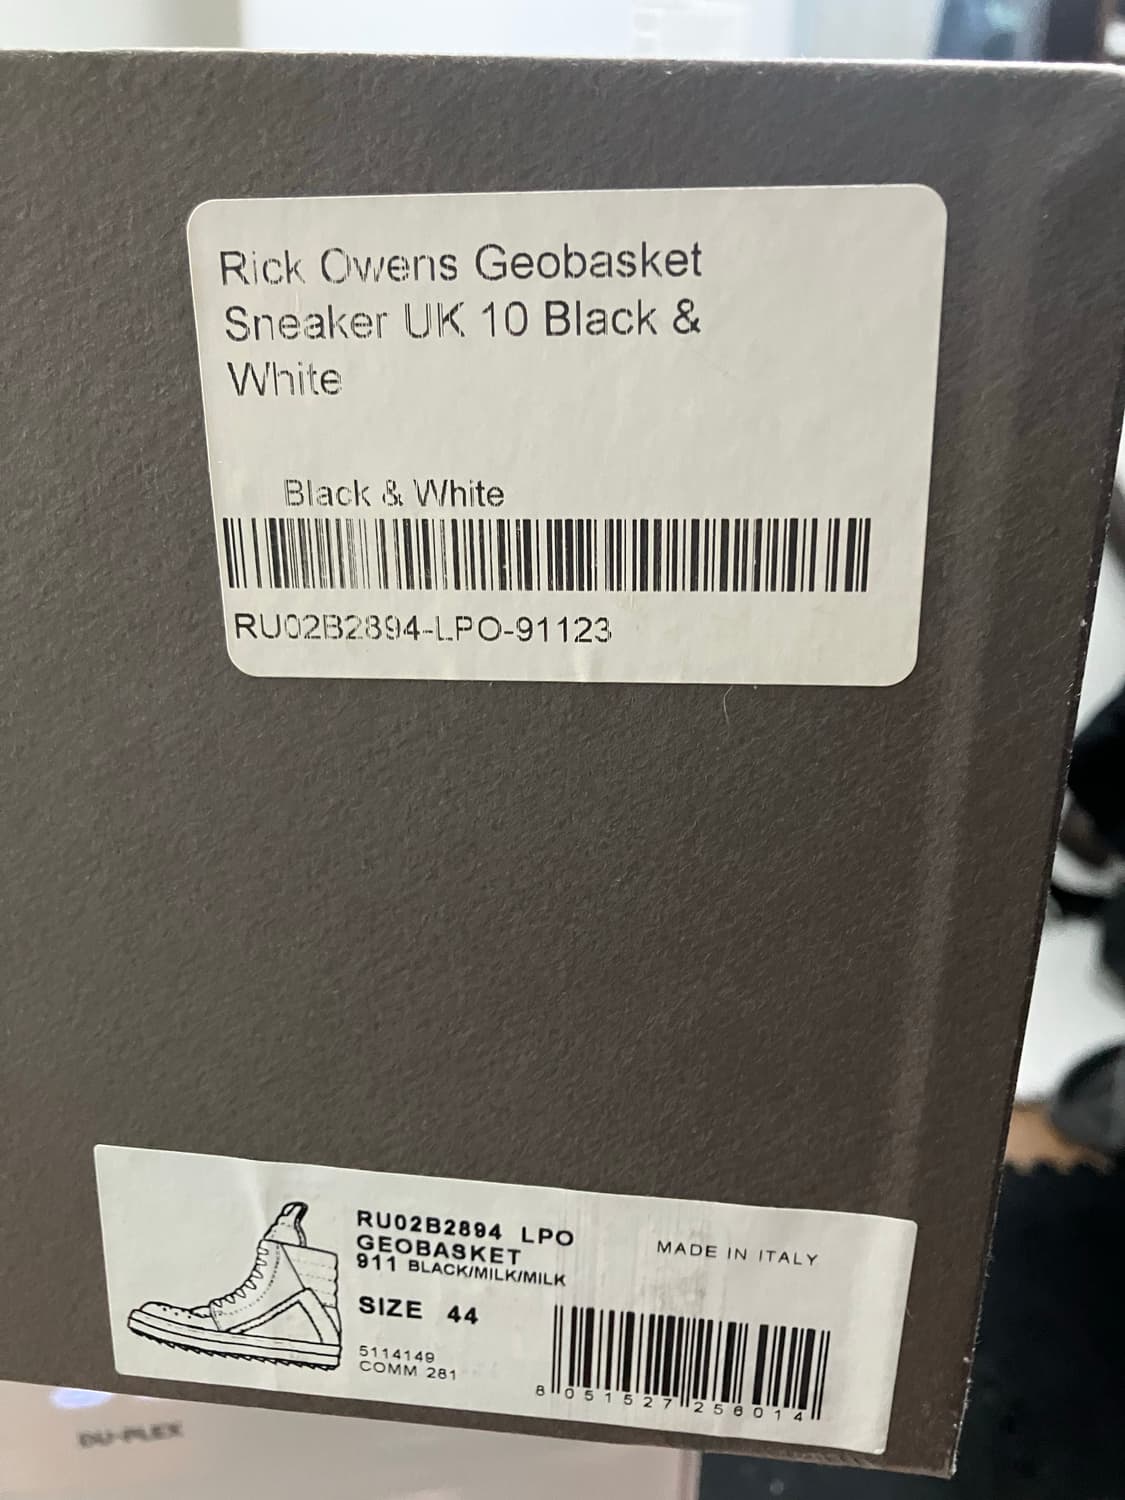 Rick Owens Geobasket
Sneaker UK 10 Black &
White
Black & White
RU02B2894-LPO-91123
RU02B2894 LPO
GEOBASKET
911 BLACK/MILK/MILK
MADE IN ITALY
SIZE 44
5114149
COMM 281
8 051527 256014
DU-PLEX